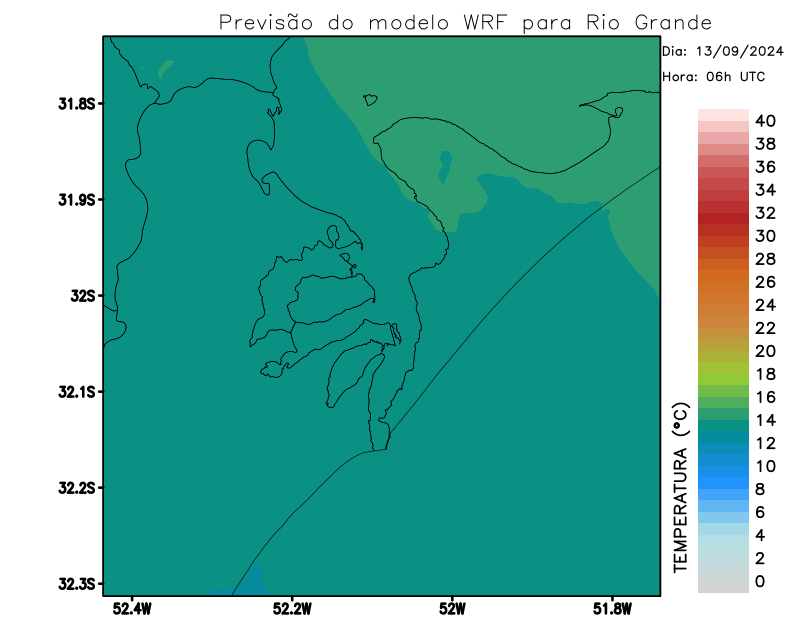 Previsão do modelo WRF para Rio Grande
Dia: 13/09/2024
Hora: 06h UTC
31.8S
31.9S
32S
32.1S
32.2S
32.3S
52.4W
52.2W
52W
51.8W
TEMPERATURA (°C)
40
38
36
34
32
30
28
26
24
22
20
18
16
14
12
10
8
6
4
2
0